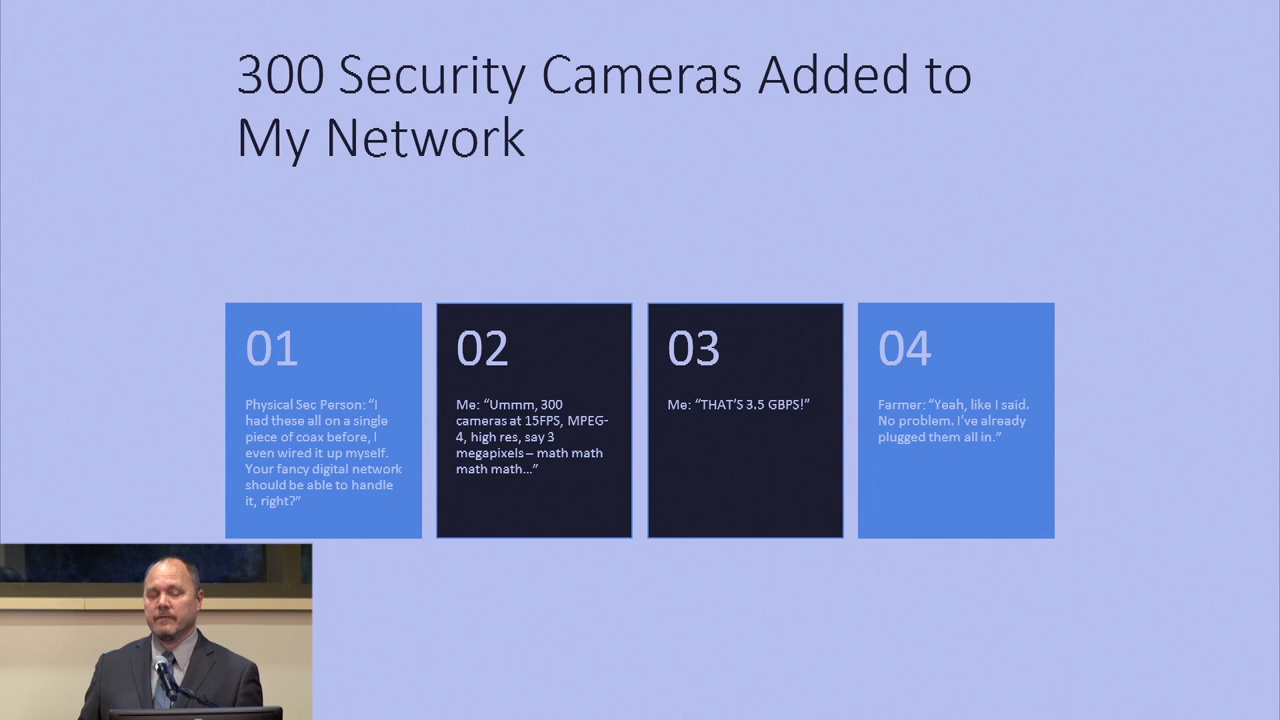 300 Security Cameras Added to
My Network
01
Physical Sec Person: “I
had these all on a single
piece of coax before, I
even wired it up myself.
Your fancy digital network
should be able to handle
it, right?”
02
Me: “Ummm, 300
cameras at 15FPS, MPEG-
4, high res, say 3
megapixels – math math
math math…”
03
Me: “THAT’S 3.5 GBPS!”
04
Farmer: “Yeah, like I said.
No problem. I’ve already
plugged them all in.”